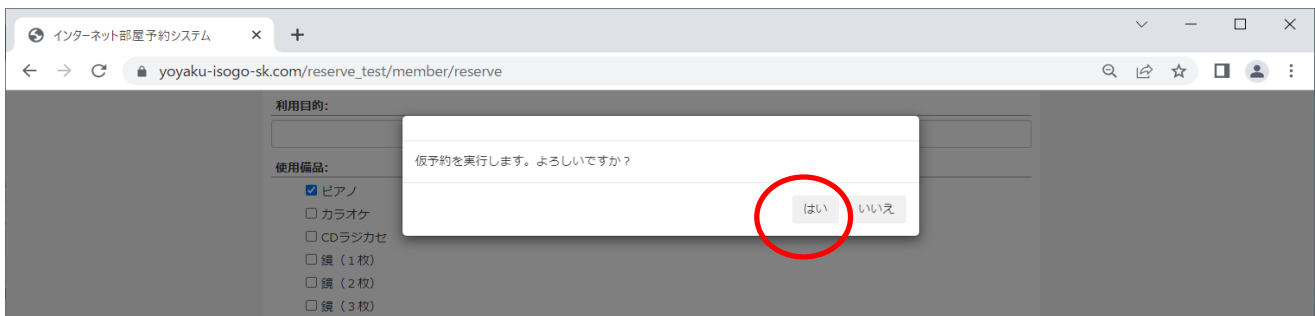 インターネット部屋予約システム
yoyaku-isogo-sk.com/reserve_test/member/reserve
利用目的:
仮予約を実行します。よろしいですか？
はい いいえ
使用備品:
ピアノ
カラオケ
CDラジカセ
鏡（1枚）
鏡（2枚）
鏡（3枚）